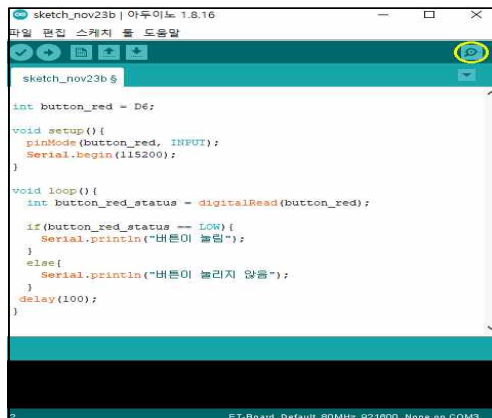 sketch_nov23b | 아두이노 1.8.16
파일 편집 스케치 툴 도움말
sketch_nov23b §
int button_red = D6;
void setup(){
pinMode(button_red, INPUT);
Serial.begin(115200);
}
void loop(){
int button_red_status = digitalRead(button_red);
if(button_red_status == LOW){
Serial.println("버튼이 눌림");
}
else{
Serial.println("버튼이 눌리지 않음");
}
delay(100);
}
2
ET-Board, Default, 80MHz, 921600, None on COM3